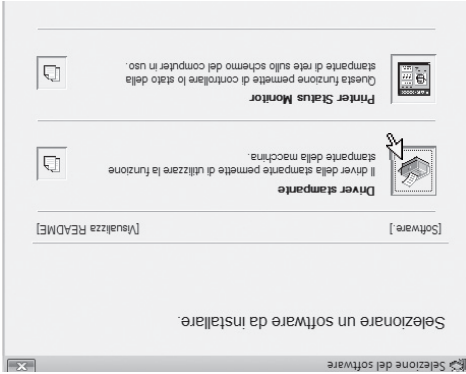 Selezione del software
Selezionare un software da installare.
[Software.] [Visualizza README]
Driver stampante
Il driver della stampante permette di utilizzare la funzione
stampante della macchina.
Printer Status Monitor
Questa funzione permette di controllare lo stato della
stampante di rete sullo schermo del computer in uso.